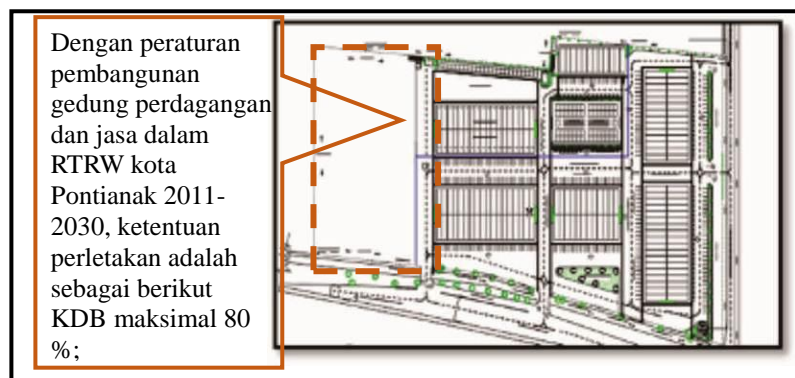 Dengan peraturan
pembangunan
gedung perdagangan
dan jasa dalam
RTRW kota
Pontianak 2011-
2030, ketentuan
perletakan adalah
sebagai berikut
KDB maksimal 80
%;